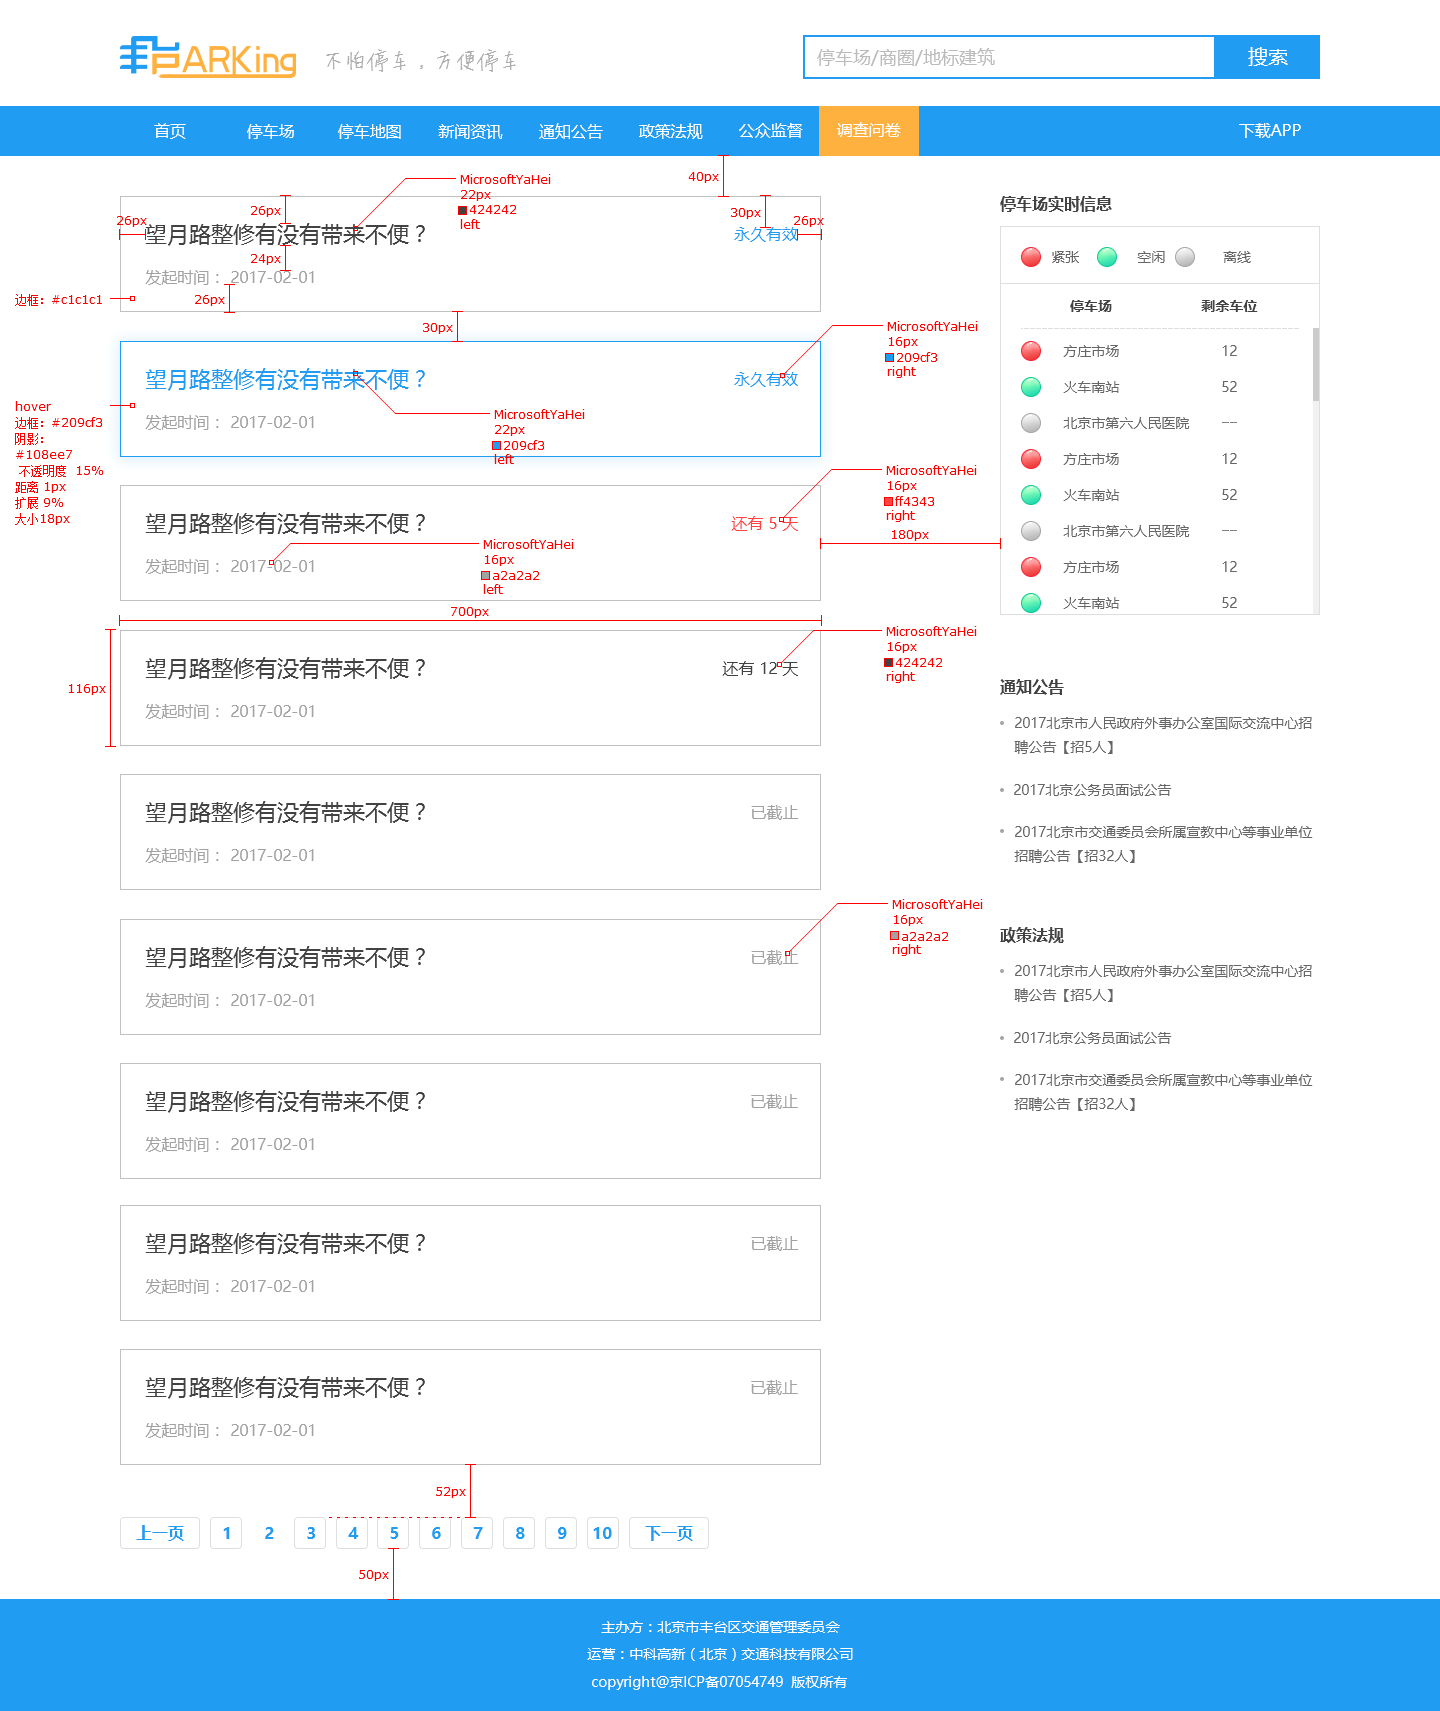 ARKing
不怕停车，方便停车
停车场/商圈/地标建筑
搜索
首页
停车场
停车地图
新闻资讯
通知公告
政策法规
公众监督
调查问卷
下载APP
MicrosoftYaHei
22px
424242
left
40px
26px
26px
30px
26px
望月路整修有没有带来不便？
永久有效
24px
发起时间： 2017-02-01
26px
边框：#c1c1c1
30px
MicrosoftYaHei
16px
209cf3
right
望月路整修有没有带来不便？
永久有效
发起时间： 2017-02-01
MicrosoftYaHei
22px
209cf3
left
hover
边框：#209cf3
阴影：
#108ee7
不透明度 15%
距离 1px
扩展 9%
大小18px
MicrosoftYaHei
16px
ff4343
right
望月路整修有没有带来不便？
还有 5 天
180px
发起时间： 2017-02-01
MicrosoftYaHei
16px
a2a2a2
left
700px
116px
MicrosoftYaHei
16px
424242
right
望月路整修有没有带来不便？
还有 12 天
发起时间： 2017-02-01
望月路整修有没有带来不便？
已截止
发起时间： 2017-02-01
MicrosoftYaHei
16px
a2a2a2
right
望月路整修有没有带来不便？
已截止
发起时间： 2017-02-01
望月路整修有没有带来不便？
已截止
发起时间： 2017-02-01
望月路整修有没有带来不便？
已截止
发起时间： 2017-02-01
望月路整修有没有带来不便？
已截止
发起时间： 2017-02-01
52px
上一页 1 2 3 4 5 6 7 8 9 10 下一页
50px
停车场实时信息
紧张 空闲 离线
停车场 剩余车位
方庄市场 12
火车南站 52
北京市第六人民医院 --
方庄市场 12
火车南站 52
北京市第六人民医院 --
方庄市场 12
火车南站 52
通知公告
2017北京市人民政府外事办公室国际交流中心招
聘公告【招5人】
2017北京公务员面试公告
2017北京市交通委员会所属宣教中心等事业单位
招聘公告【招32人】
政策法规
2017北京市人民政府外事办公室国际交流中心招
聘公告【招5人】
2017北京公务员面试公告
2017北京市交通委员会所属宣教中心等事业单位
招聘公告【招32人】
主办方：北京市丰台区交通管理委员会
运营：中科高新（北京）交通科技有限公司
copyright@京ICP备07054749 版权所有